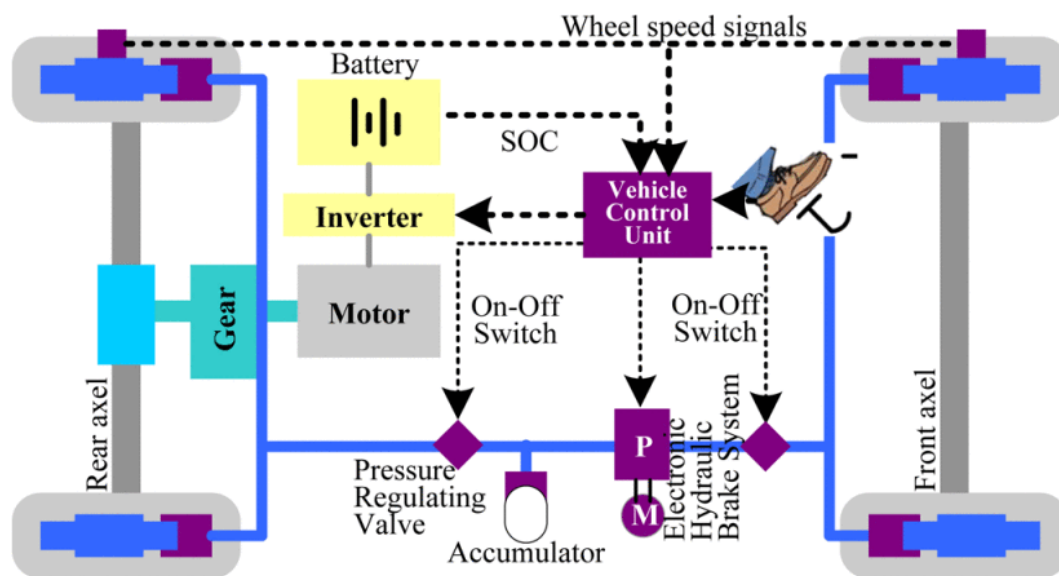 Wheel speed signals
Battery
SOC
Vehicle
Control
Unit
Inverter
Gear
Motor
On-Off
Switch
On-Off
Switch
Rear axel
Front axel
P
M
Electronic
Hydraulic
Brake System
Pressure
Regulating
Valve
Accumulator